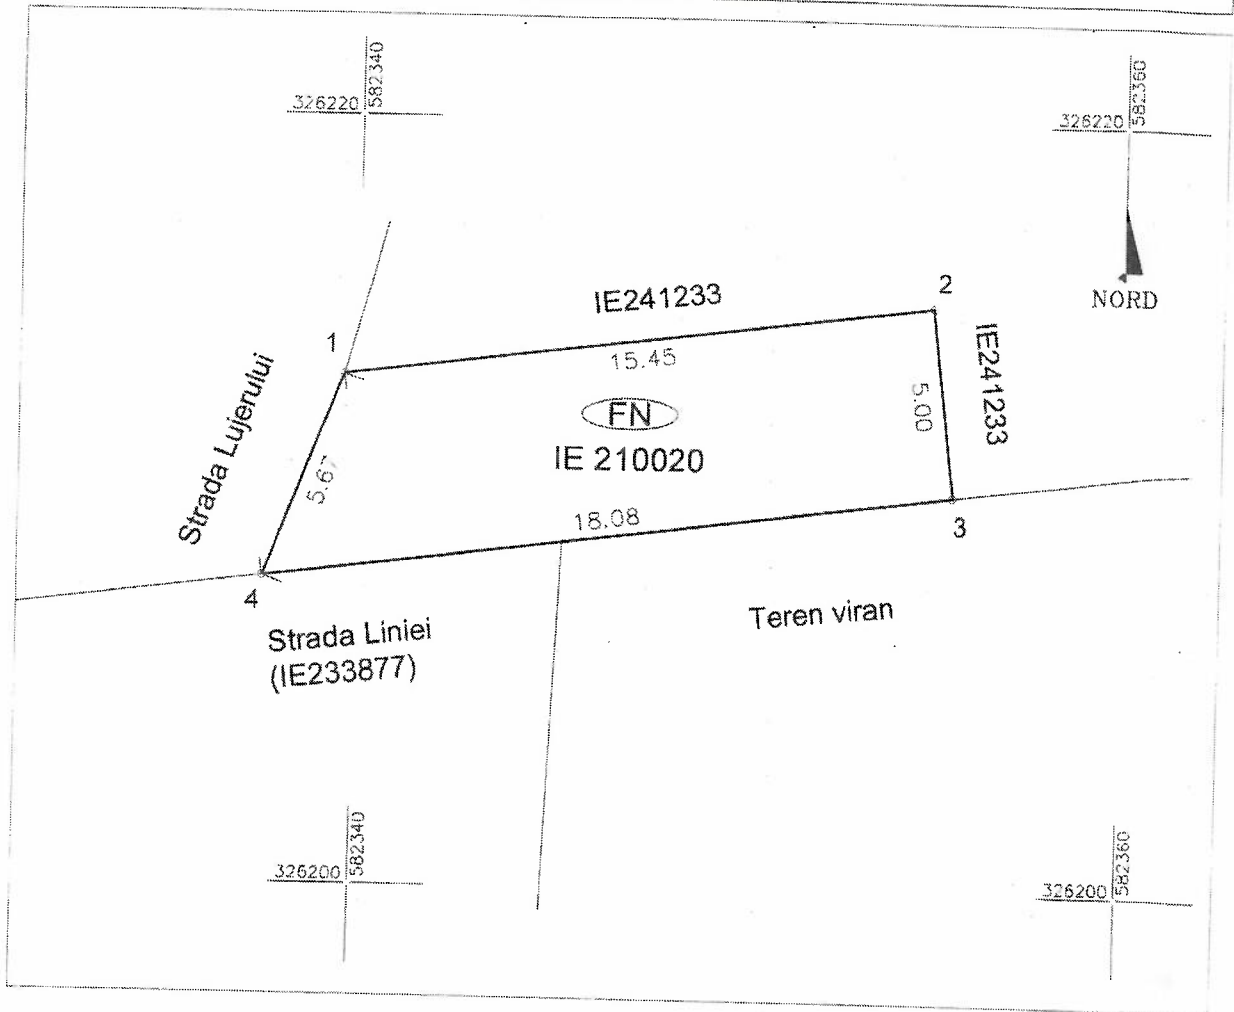 582340
326220
582360
326220
NORD
IE241233
2
1
15.45
IE241233
5.00
FN
IE 210020
Strada Lujerului
5.67
18.08
3
4
Strada Liniei
(IE233877)
Teren viran
582340
326200
582360
326200